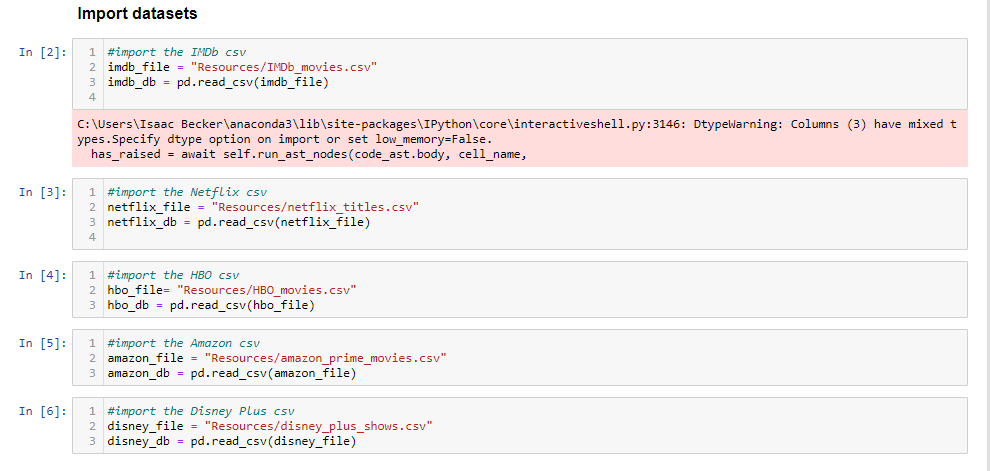 Import datasets
In [2]:
1 #import the IMDb csv
2 imdb_file = "Resources/IMDb_movies.csv"
3 imdb_db = pd.read_csv(imdb_file)
4
C:\Users\Isaac Becker\anaconda3\lib\site-packages\IPython\core\interactiveshell.py:3146: DtypeWarning: Columns (3) have mixed t
ypes.Specify dtype option on import or set low_memory=False.
  has_raised = await self.run_ast_nodes(code_ast.body, cell_name,
In [3]:
1 #import the Netflix csv
2 netflix_file = "Resources/netflix_titles.csv"
3 netflix_db = pd.read_csv(netflix_file)
4
In [4]:
1 #import the HBO csv
2 hbo_file= "Resources/HBO_movies.csv"
3 hbo_db = pd.read_csv(hbo_file)
In [5]:
1 #import the Amazon csv
2 amazon_file = "Resources/amazon_prime_movies.csv"
3 amazon_db = pd.read_csv(amazon_file)
In [6]:
1 #import the Disney Plus csv
2 disney_file = "Resources/disney_plus_shows.csv"
3 disney_db = pd.read_csv(disney_file)